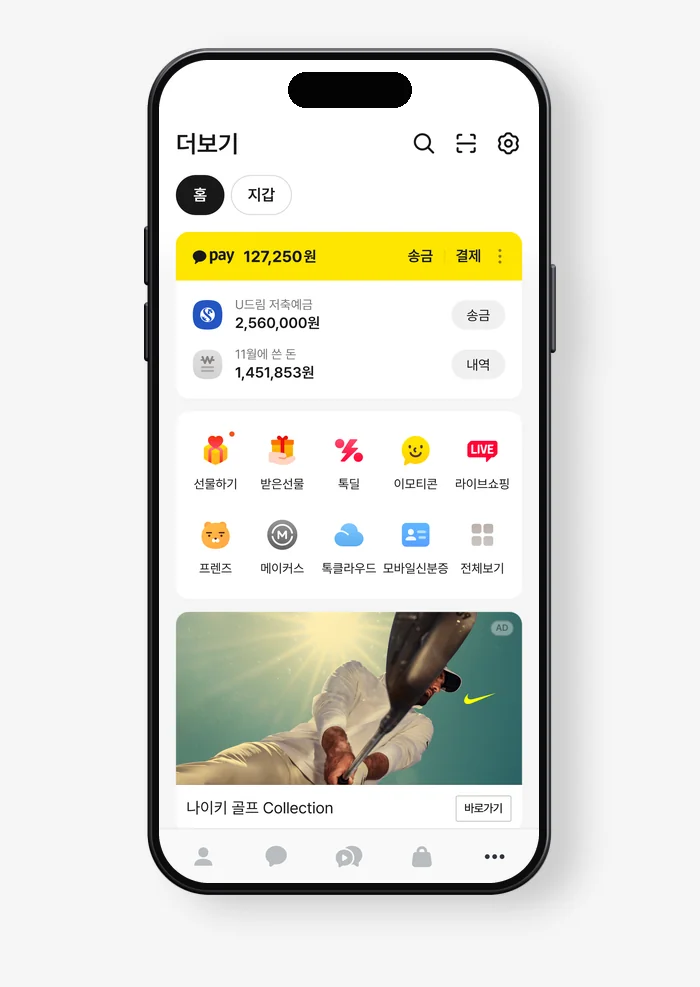 더보기
홈 지갑
pay 127,250원 송금 결제
U드림 저축예금
2,560,000원 송금
11월에 쓴 돈
1,451,853원 내역
선물하기 받은선물 톡딜 이모티콘 라이브쇼핑
LIVE
프렌즈 메이커스 톡클라우드 모바일신분증 전체보기
M
AD
나이키 골프 Collection 바로가기